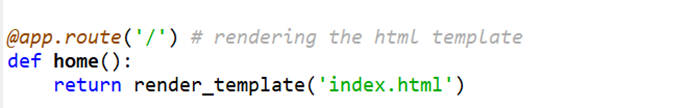 @app.route('/') # rendering the html template
def home():
    return render_template('index.html')